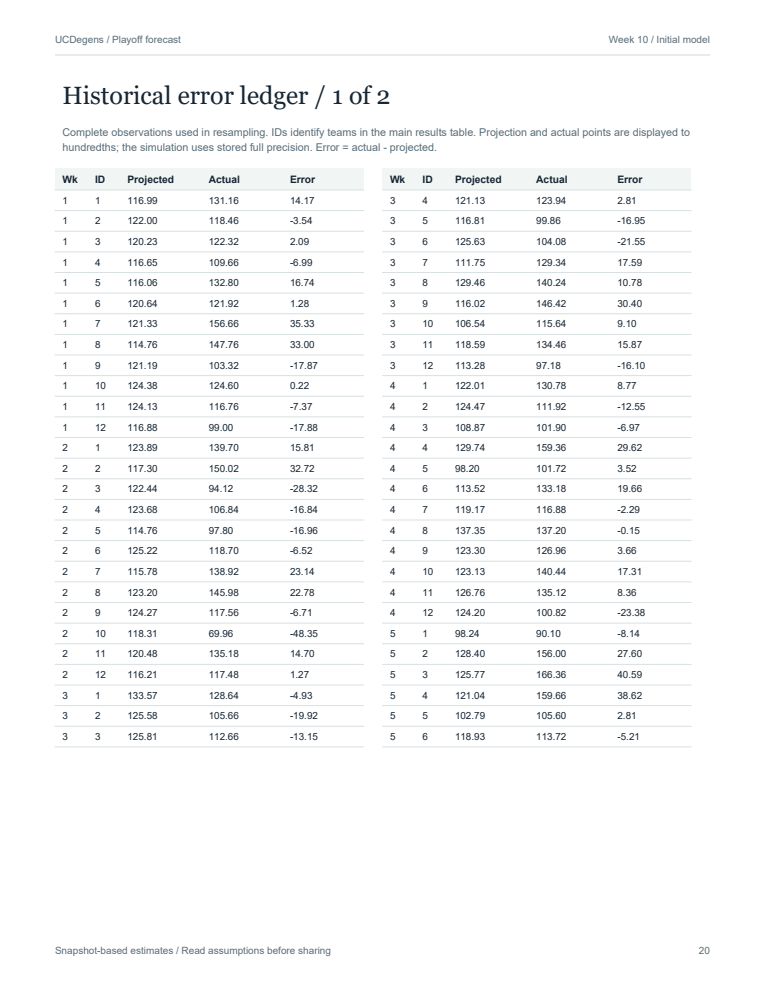 UCDegens / Playoff forecast
Week 10 / Initial model
Historical error ledger / 1 of 2
Complete observations used in resampling. IDs identify teams in the main results table. Projection and actual points are displayed to
hundredths; the simulation uses stored full precision. Error = actual - projected.
Wk ID Projected Actual Error
1 1 116.99 131.16 14.17
1 2 122.00 118.46 -3.54
1 3 120.23 122.32 2.09
1 4 116.65 109.66 -6.99
1 5 116.06 132.80 16.74
1 6 120.64 121.92 1.28
1 7 121.33 156.66 35.33
1 8 114.76 147.76 33.00
1 9 121.19 103.32 -17.87
1 10 124.38 124.60 0.22
1 11 124.13 116.76 -7.37
1 12 116.88 99.00 -17.88
2 1 123.89 139.70 15.81
2 2 117.30 150.02 32.72
2 3 122.44 94.12 -28.32
2 4 123.68 106.84 -16.84
2 5 114.76 97.80 -16.96
2 6 125.22 118.70 -6.52
2 7 115.78 138.92 23.14
2 8 123.20 145.98 22.78
2 9 124.27 117.56 -6.71
2 10 118.31 69.96 -48.35
2 11 120.48 135.18 14.70
2 12 116.21 117.48 1.27
3 1 133.57 128.64 -4.93
3 2 125.58 105.66 -19.92
3 3 125.81 112.66 -13.15
Wk ID Projected Actual Error
3 4 121.13 123.94 2.81
3 5 116.81 99.86 -16.95
3 6 125.63 104.08 -21.55
3 7 111.75 129.34 17.59
3 8 129.46 140.24 10.78
3 9 116.02 146.42 30.40
3 10 106.54 115.64 9.10
3 11 118.59 134.46 15.87
3 12 113.28 97.18 -16.10
4 1 122.01 130.78 8.77
4 2 124.47 111.92 -12.55
4 3 108.87 101.90 -6.97
4 4 129.74 159.36 29.62
4 5 98.20 101.72 3.52
4 6 113.52 133.18 19.66
4 7 119.17 116.88 -2.29
4 8 137.35 137.20 -0.15
4 9 123.30 126.96 3.66
4 10 123.13 140.44 17.31
4 11 126.76 135.12 8.36
4 12 124.20 100.82 -23.38
5 1 98.24 90.10 -8.14
5 2 128.40 156.00 27.60
5 3 125.77 166.36 40.59
5 4 121.04 159.66 38.62
5 5 102.79 105.60 2.81
5 6 118.93 113.72 -5.21
Snapshot-based estimates / Read assumptions before sharing
20